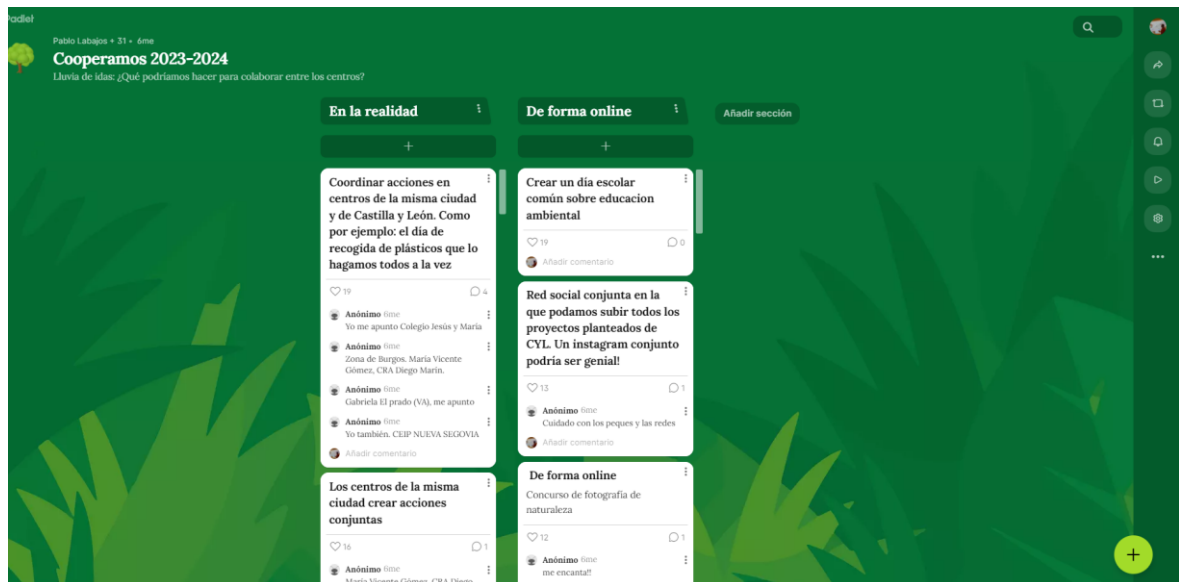 Padlet
Pablo Labajos + 31 • 6me
Cooperamos 2023-2024
Lluvia de idas: ¿Qué podríamos hacer para colaborar entre los centros?
En la realidad
Coordinar acciones en
centros de la misma ciudad
y de Castilla y León. Como
por ejemplo: el día de
recogida de plásticos que lo
hagamos todos a la vez
19
4
Anónimo 6me
Yo me apunto Colegio Jesús y María
Anónimo 6me
Zona de Burgos. María Vicente
Gómez, CRA Diego Marín.
Anónimo 6me
Gabriela El prado (VA), me apunto
Anónimo 6me
Yo también. CEIP NUEVA SEGOVIA
Añadir comentario
Los centros de la misma
ciudad crear acciones
conjuntas
16
1
Anónimo 6me
María Vicente Gómez, CRA Diego
De forma online
Crear un día escolar
común sobre educacion
ambiental
19
0
Añadir comentario
Red social conjunta en la
que podamos subir todos los
proyectos planteados de
CYL. Un instagram conjunto
podría ser genial!
13
1
Anónimo 6me
Cuidado con los peques y las redes
Añadir comentario
De forma online
Concurso de fotografía de
naturaleza
12
1
Anónimo 6me
me encanta!!
Añadir sección